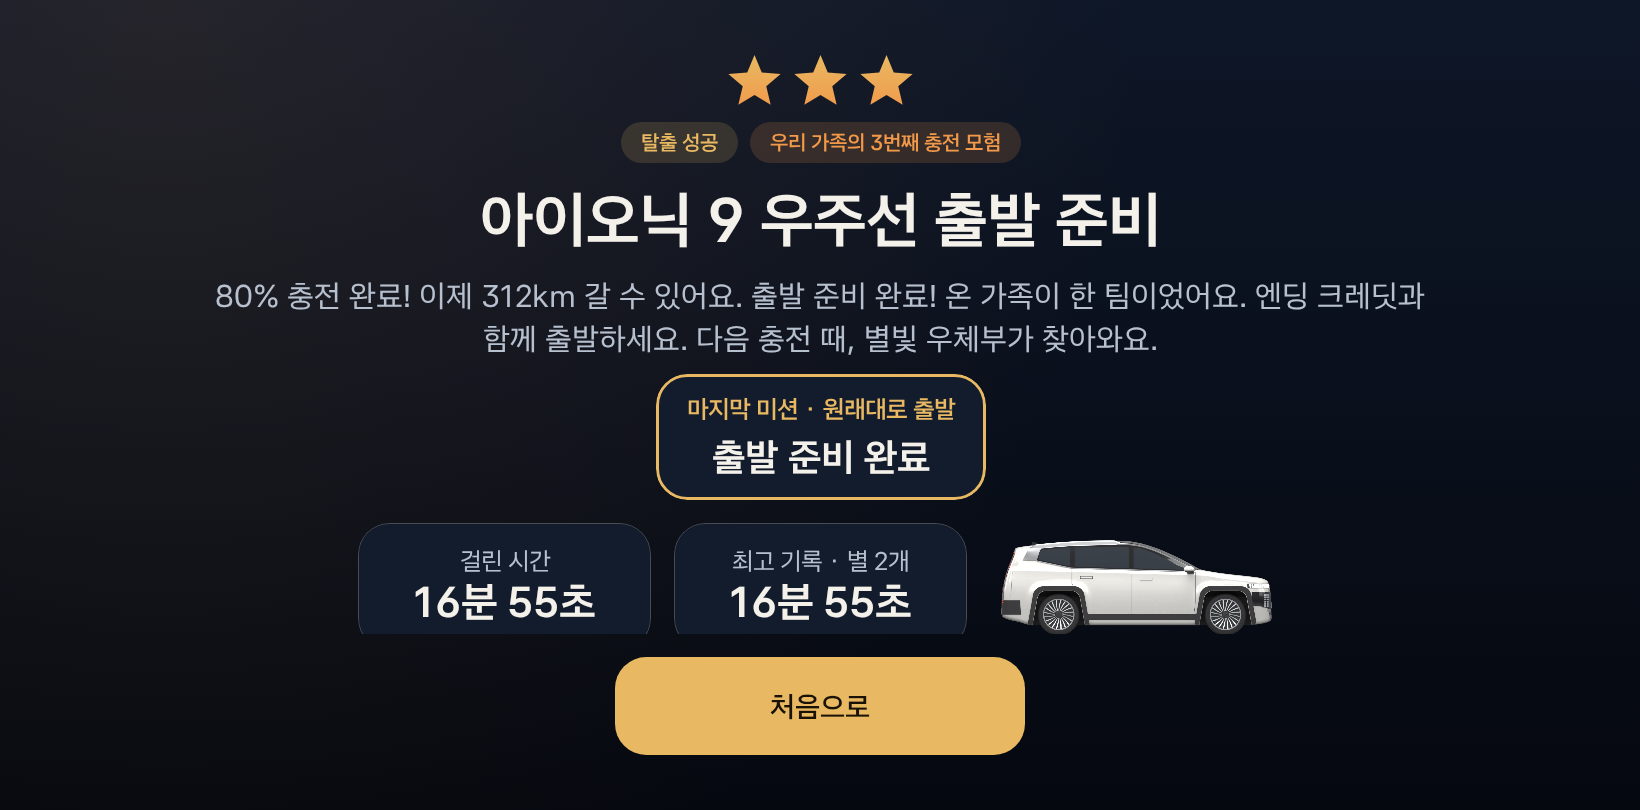 탈출 성공
우리 가족의 3번째 충전 모험
아이오닉 9 우주선 출발 준비
80% 충전 완료! 이제 312km 갈 수 있어요. 출발 준비 완료! 온 가족이 한 팀이었어요. 엔딩 크레딧과
함께 출발하세요. 다음 충전 때, 별빛 우체부가 찾아와요.
마지막 미션 · 원래대로 출발
출발 준비 완료
걸린 시간
16분 55초
최고 기록 · 별 2개
16분 55초
처음으로